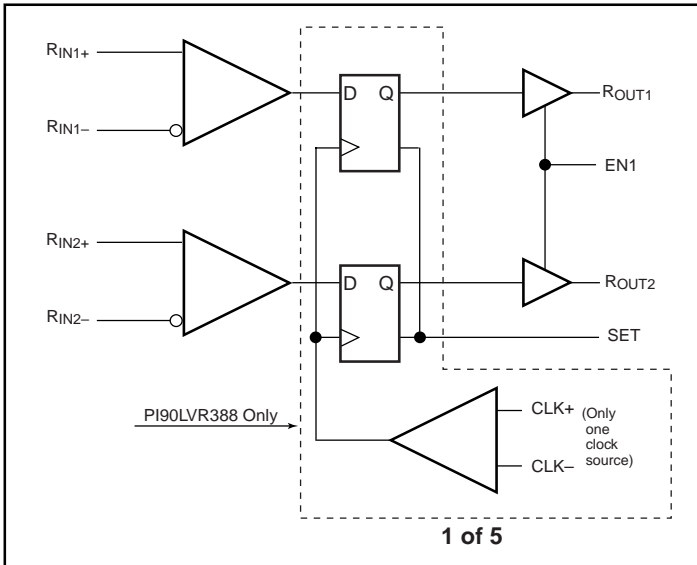 RIN1+
D Q
ROUT1
RIN1–
EN1
RIN2+
D Q
ROUT2
RIN2–
SET
PI90LVR388 Only
CLK+
(Only
one
clock
source)
CLK–
1 of 5